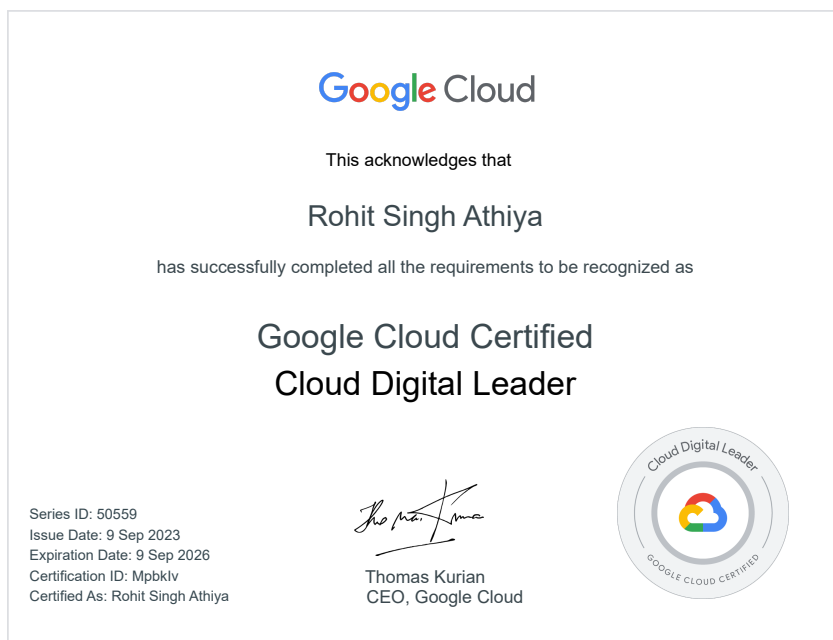 Google Cloud
This acknowledges that
Rohit Singh Athiya
has successfully completed all the requirements to be recognized as
Google Cloud Certified
Cloud Digital Leader
Series ID: 50559
Issue Date: 9 Sep 2023
Expiration Date: 9 Sep 2026
Certification ID: MpbkIv
Certified As: Rohit Singh Athiya
Thomas Kurian
CEO, Google Cloud
Cloud Digital Leader
GOOGLE CLOUD CERTIFIED